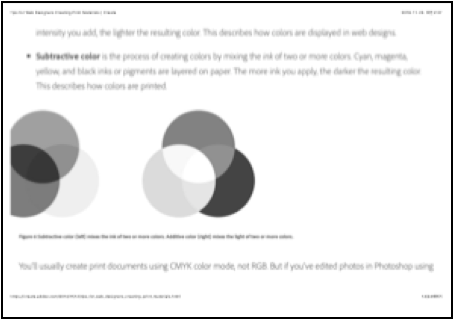 intensity you add, the lighter the resulting color. This describes how colors are displayed in web designs.
• Subtractive color is the process of creating colors by mixing the ink of two or more colors. Cyan, magenta,
yellow, and black inks or pigments are layered on paper. The more ink you apply, the darker the resulting color.
This describes how colors are printed.
Figure 4 Subtractive color (left) mixes the ink of two or more colors. Additive color (right) mixes the light of two or more colors.
You'll usually create print documents using CMYK color mode, not RGB. But if you've edited photos in Photoshop using